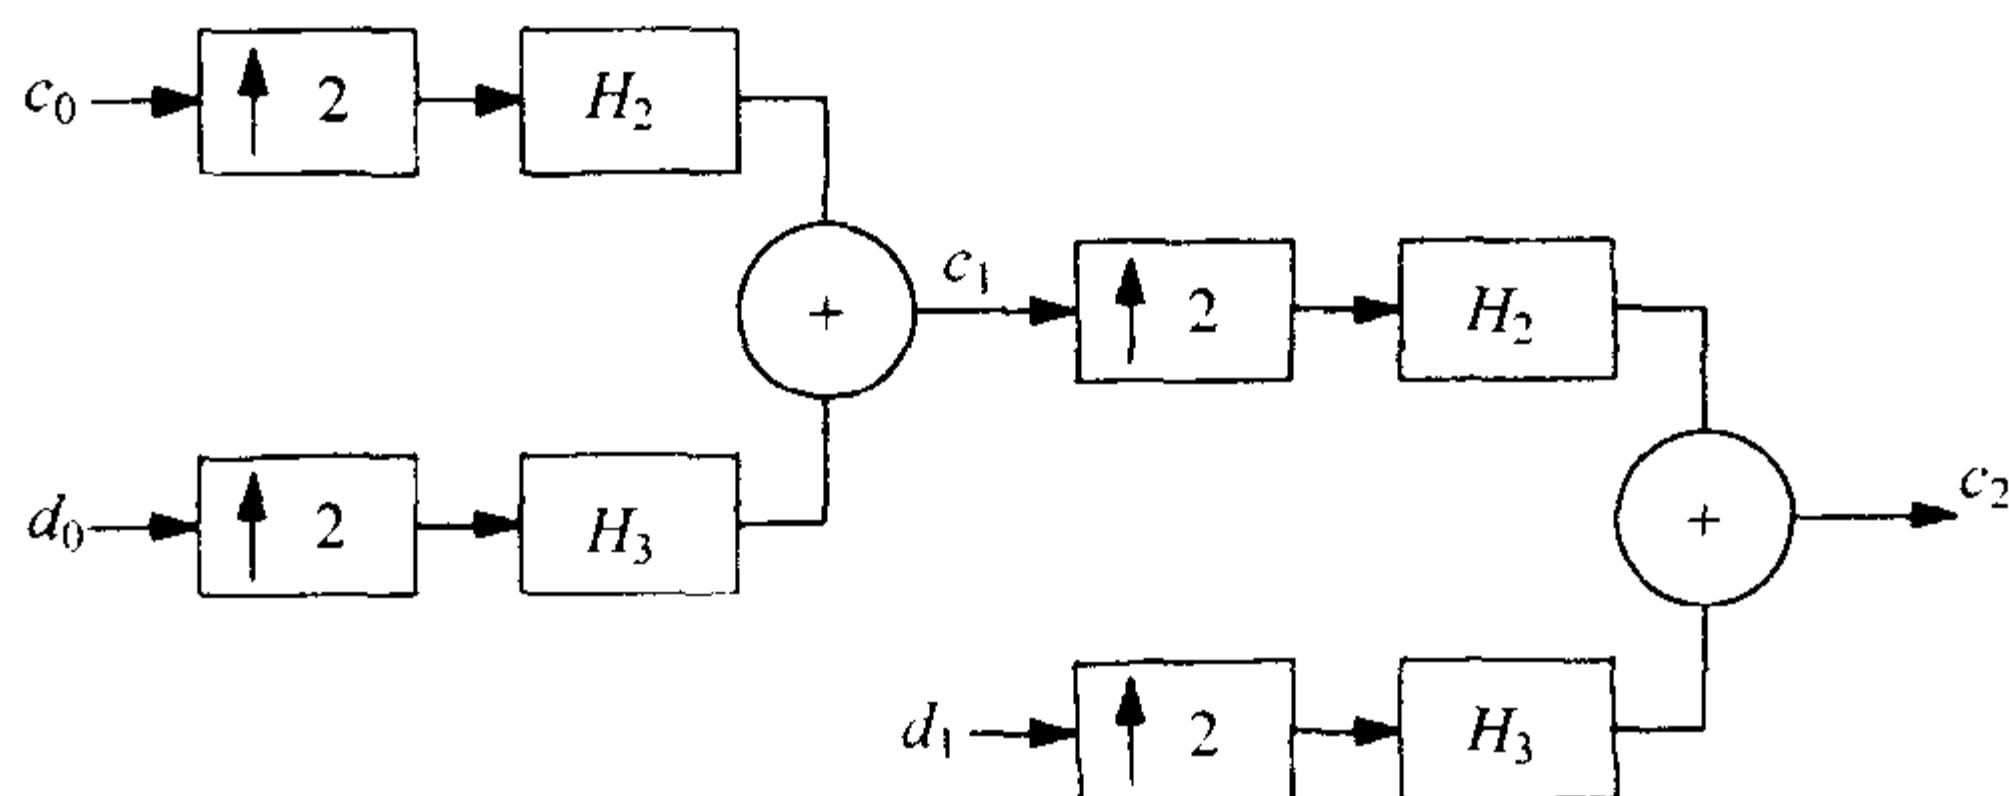 c₀ ↑ 2 H₂
+ c₁ ↑ 2 H₂
d₀ ↑ 2 H₃
+ c₂
d₁ ↑ 2 H₃